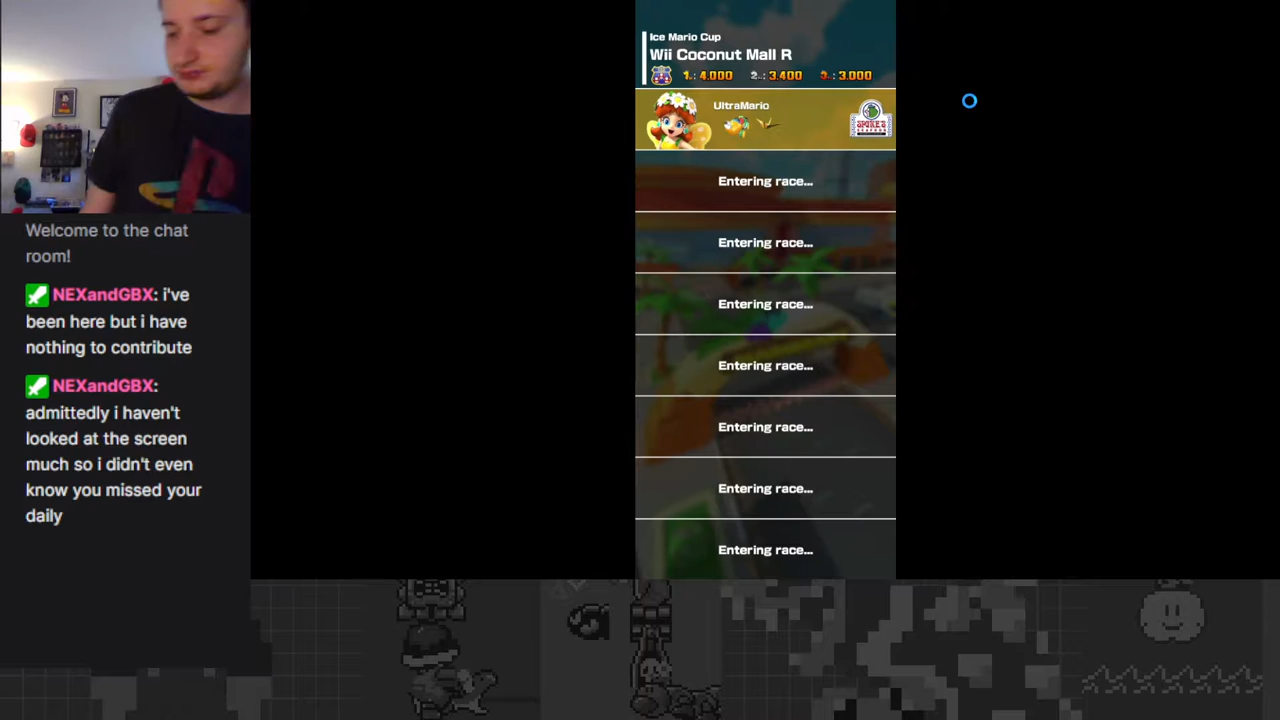 Ice Mario Cup
Wii Coconut Mall R
1.: 4.000 2.: 3.400 3.: 3.000
UltraMario
Entering race...
Entering race...
Entering race...
Entering race...
Entering race...
Entering race...
Entering race...
Welcome to the chat
room!
NEXandGBX: i've
been here but i have
nothing to contribute
NEXandGBX:
admittedly i haven't
looked at the screen
much so i didn't even
know you missed your
daily